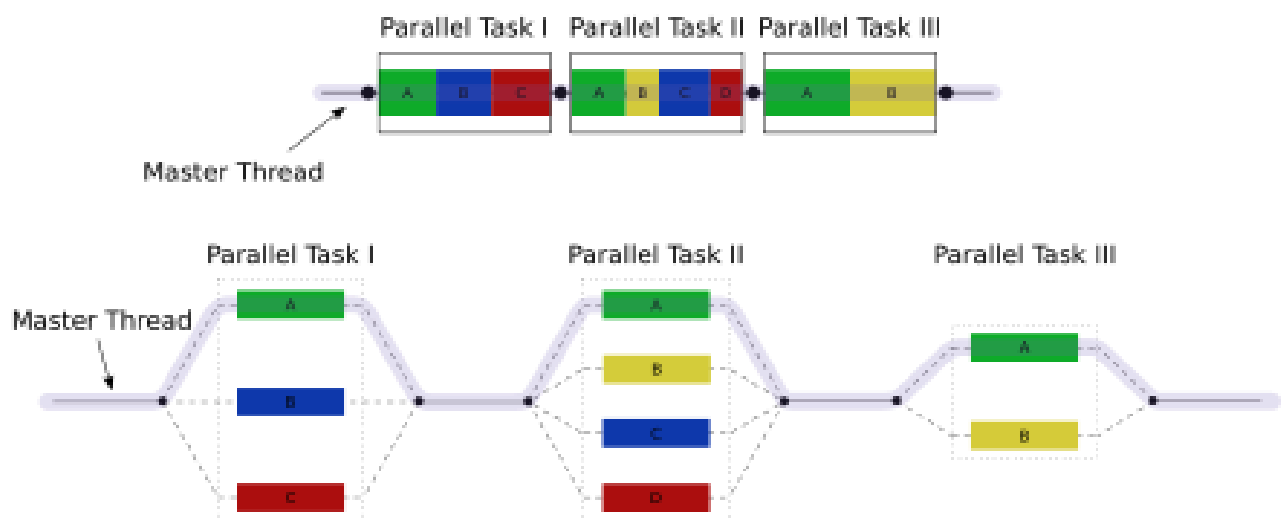 Parallel Task I Parallel Task II Parallel Task III
A B C A B C D A B
Master Thread
Parallel Task I Parallel Task II Parallel Task III
A A
Master Thread
A
B
B C
B
C D